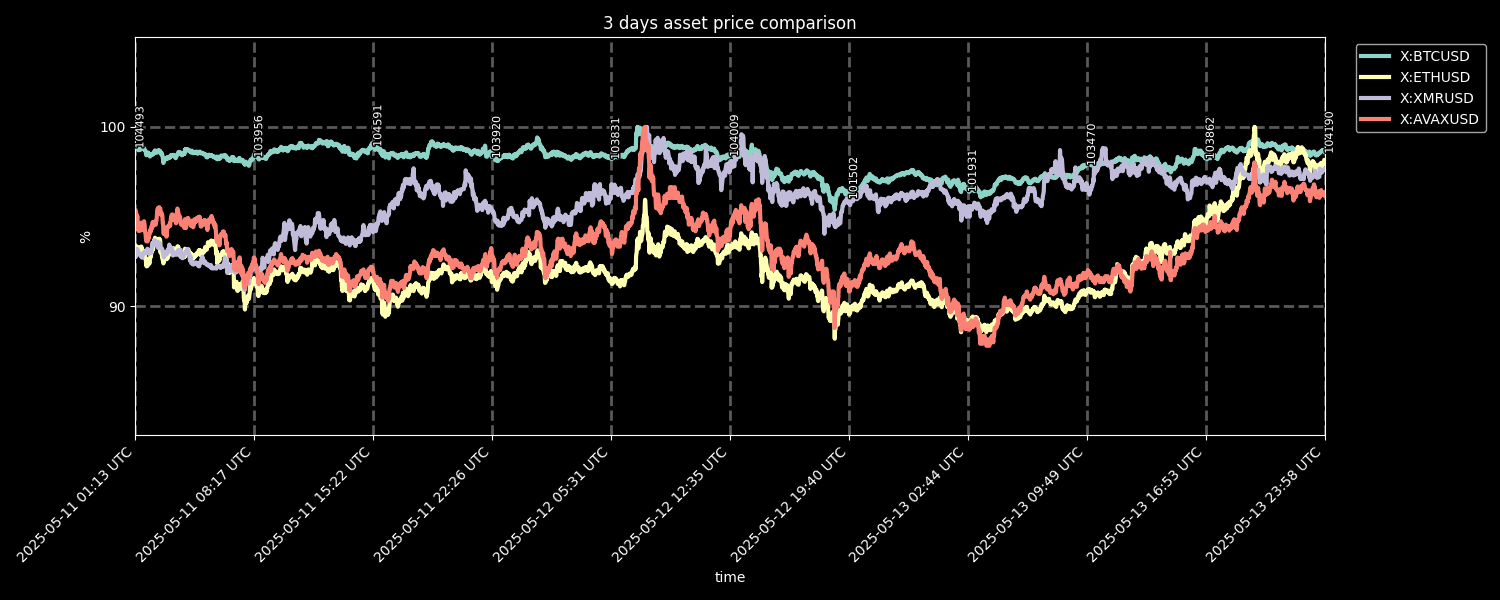 3 days asset price comparison
X:BTCUSD
X:ETHUSD
X:XMRUSD
X:AVAXUSD
%
100
90
104493
103956
104591
103920
103831
104009
101502
101931
103470
103862
104190
2025-05-11 01:13 UTC
2025-05-11 08:17 UTC
2025-05-11 15:22 UTC
2025-05-11 22:26 UTC
2025-05-12 05:31 UTC
2025-05-12 12:35 UTC
2025-05-12 19:40 UTC
2025-05-13 02:44 UTC
2025-05-13 09:49 UTC
2025-05-13 16:53 UTC
2025-05-13 23:58 UTC
time